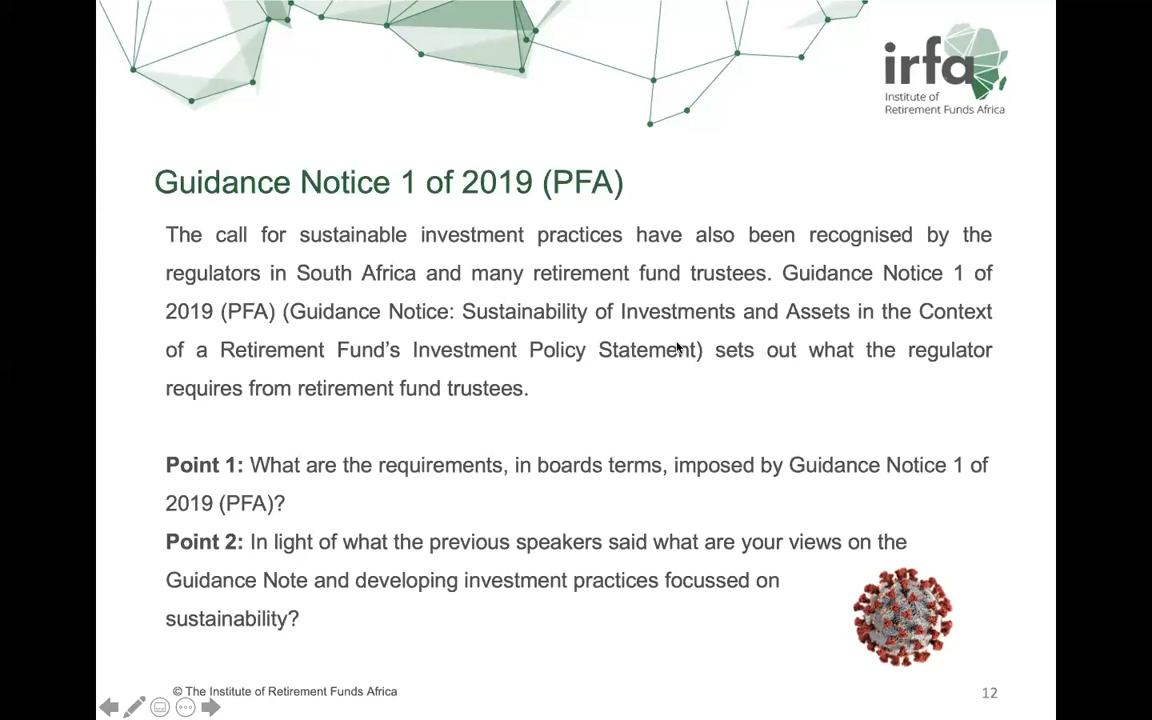 irfa
Institute of
Retirement Funds Africa
Guidance Notice 1 of 2019 (PFA)
The call for sustainable investment practices have also been recognised by the
regulators in South Africa and many retirement fund trustees. Guidance Notice 1 of
2019 (PFA) (Guidance Notice: Sustainability of Investments and Assets in the Context
of a Retirement Fund’s Investment Policy Statement) sets out what the regulator
requires from retirement fund trustees.
Point 1: What are the requirements, in boards terms, imposed by Guidance Notice 1 of
2019 (PFA)?
Point 2: In light of what the previous speakers said what are your views on the
Guidance Note and developing investment practices focussed on
sustainability?
© The Institute of Retirement Funds Africa
12